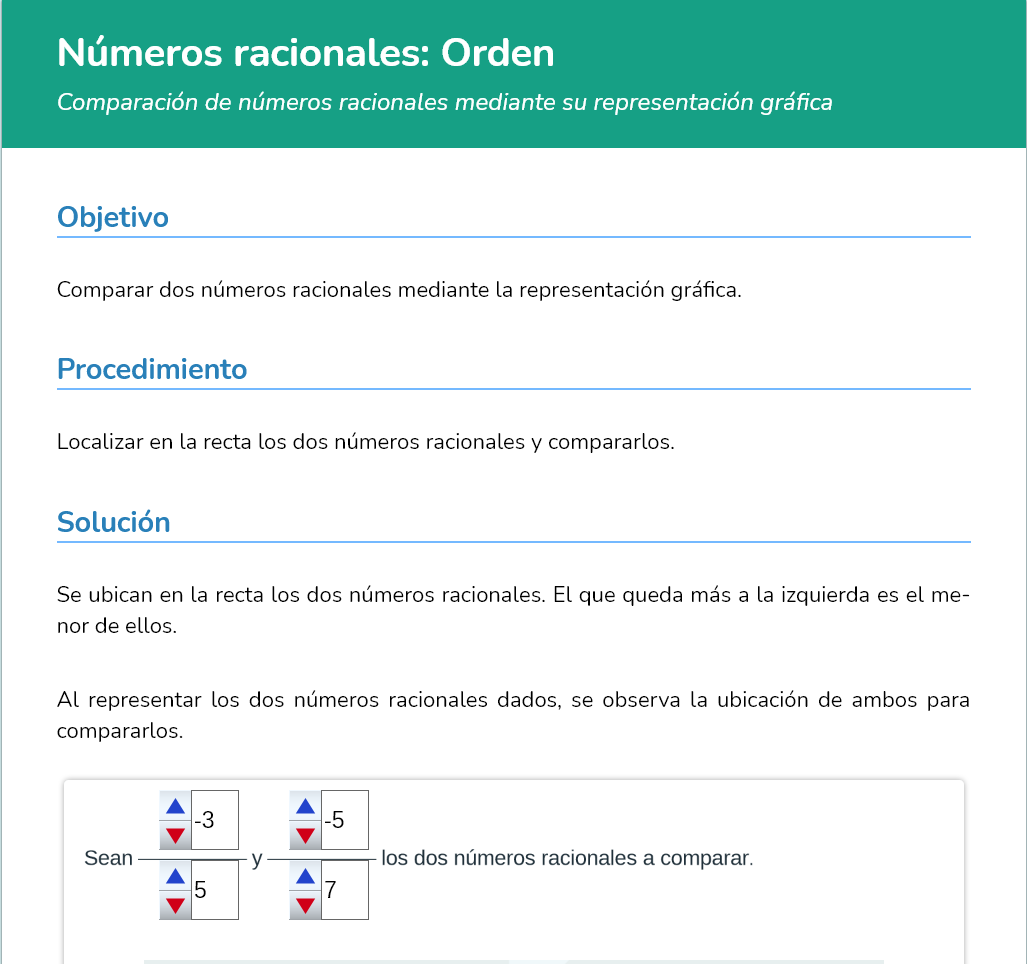 Números racionales: Orden
Comparación de números racionales mediante su representación gráfica
Objetivo
Comparar dos números racionales mediante la representación gráfica.
Procedimiento
Localizar en la recta los dos números racionales y compararlos.
Solución
Se ubican en la recta los dos números racionales. El que queda más a la izquierda es el me-
nor de ellos.
Al representar los dos números racionales dados, se observa la ubicación de ambos para
compararlos.
-3 -5
Sean y los dos números racionales a comparar.
5 7